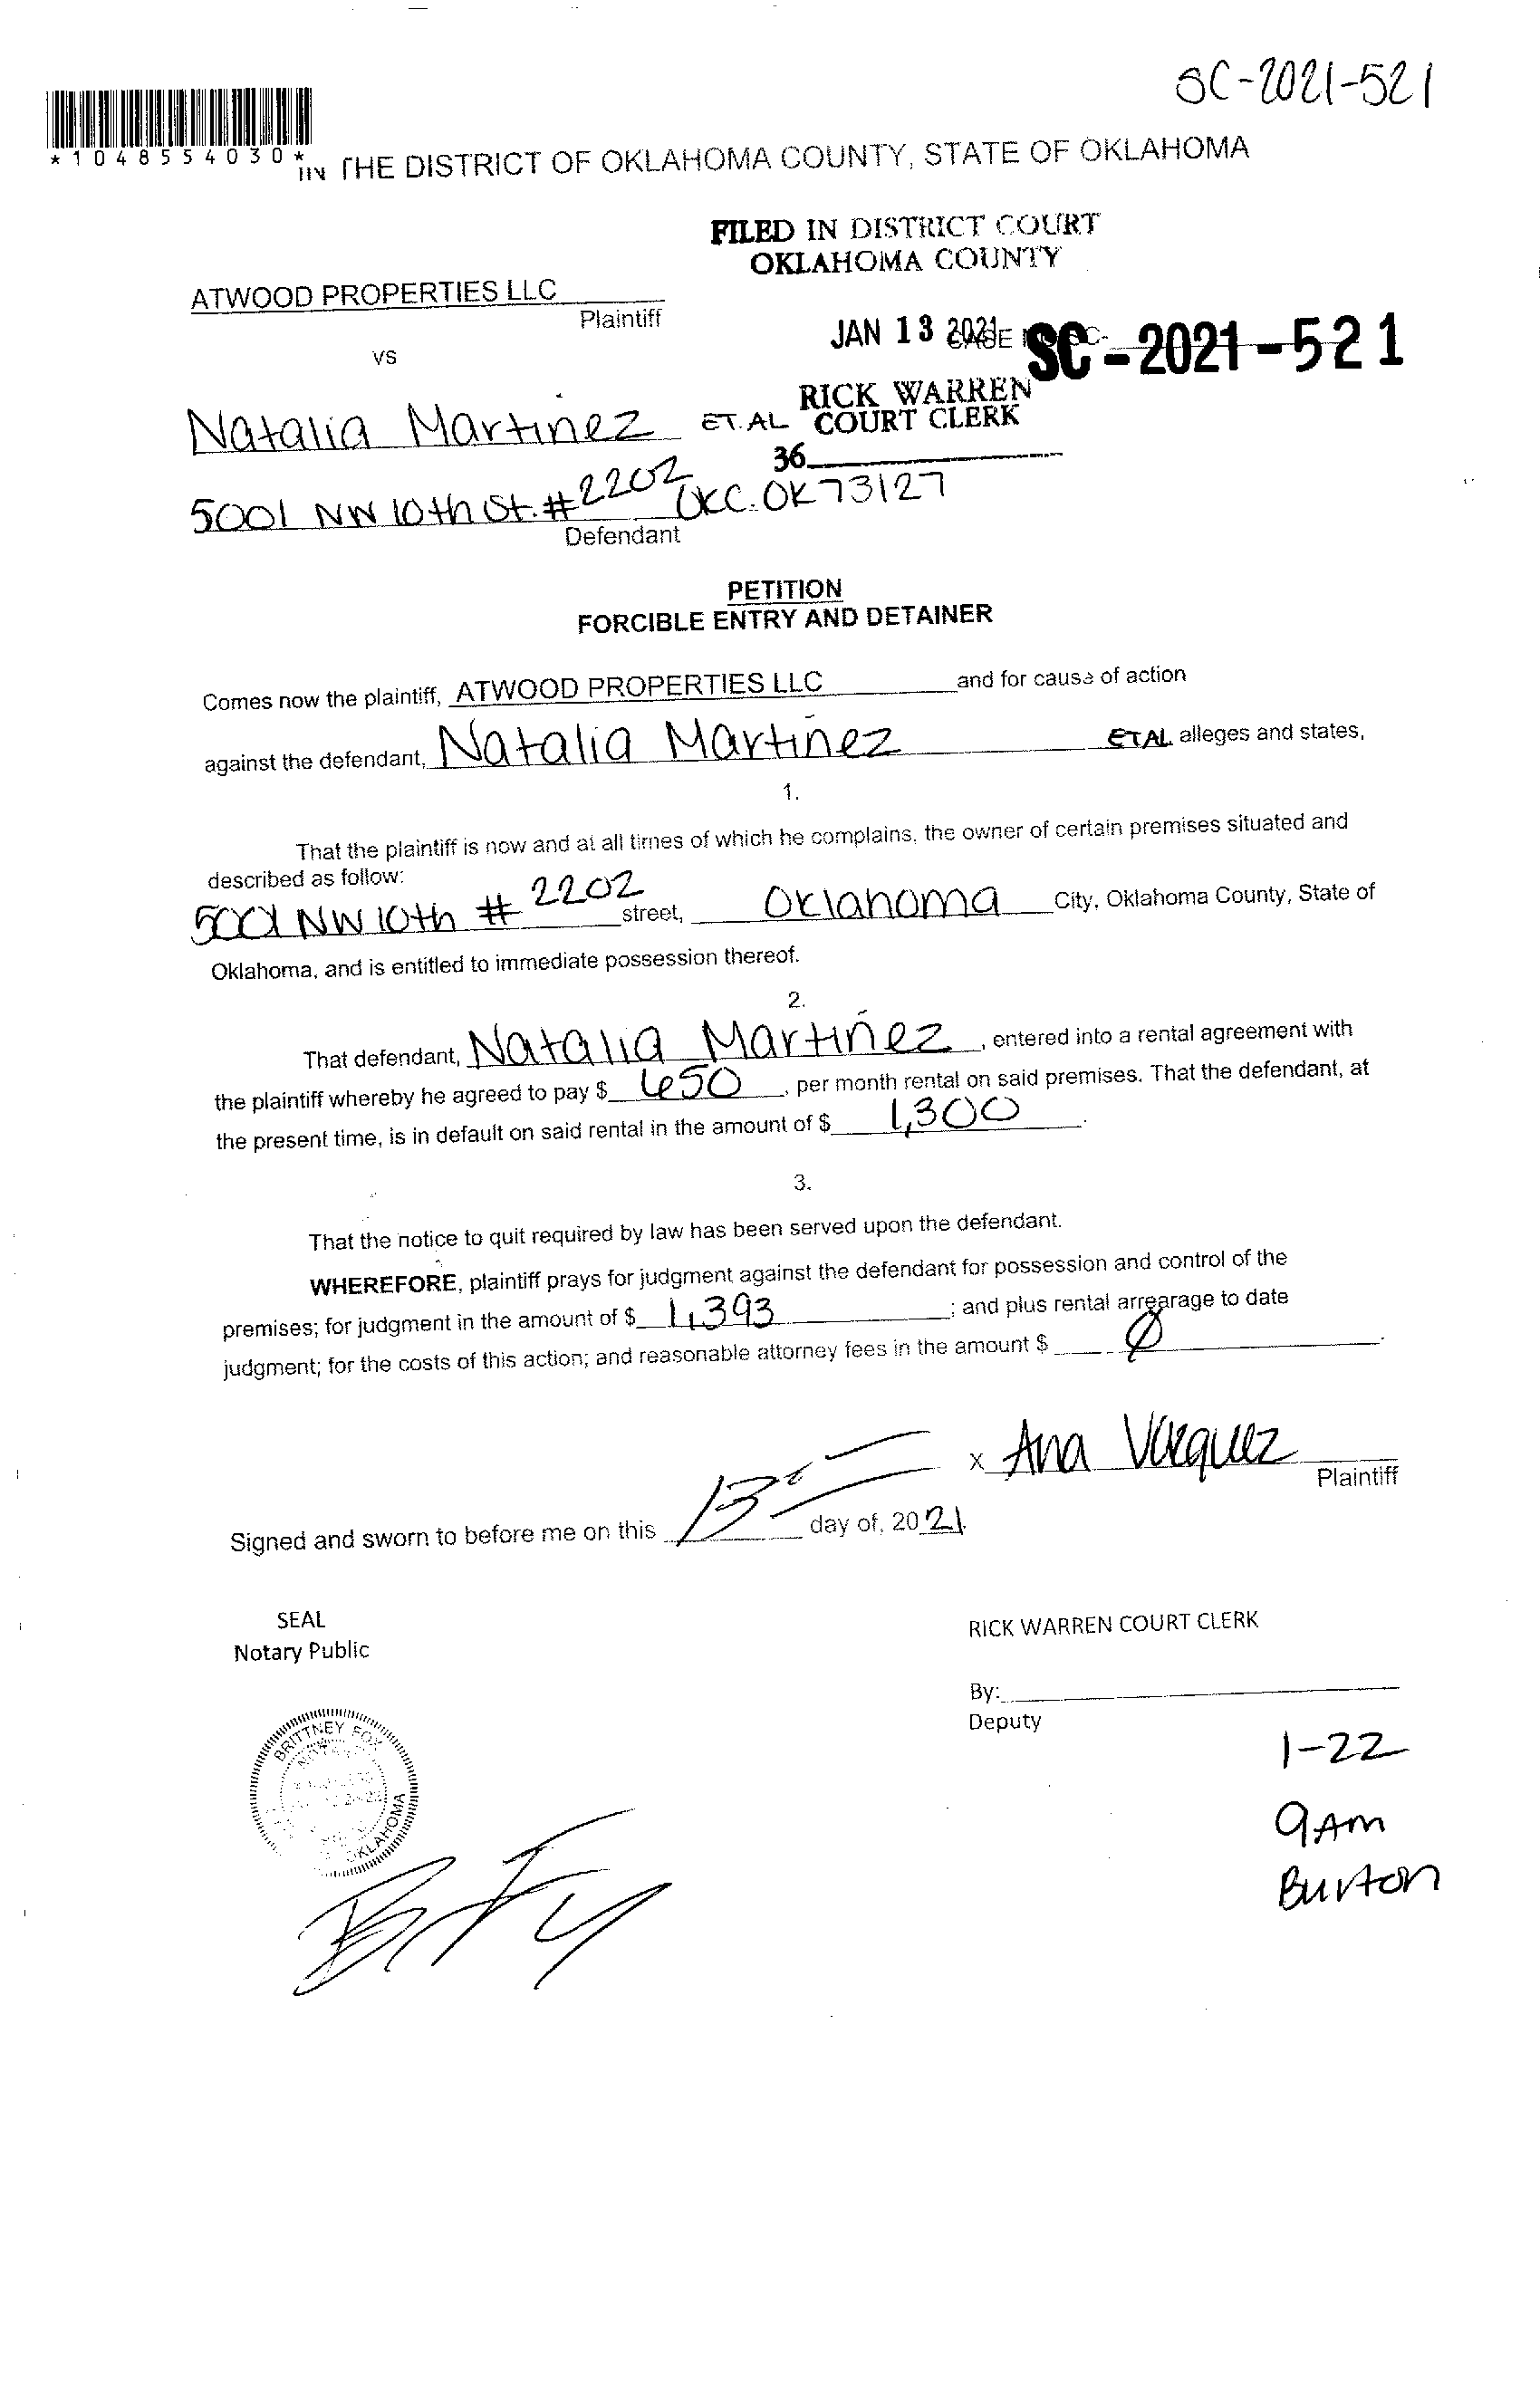 SC-2021-521
*1048554030*
IN THE DISTRICT OF OKLAHOMA COUNTY, STATE OF OKLAHOMA
FILED IN DISTRICT COURT
OKLAHOMA COUNTY
ATWOOD PROPERTIES LLC
Plaintiff
JAN 13 2021
SC-2021-521
vs
RICK WARREN
COURT CLERK
Natalia Martinez ET. AL
36
5001 NW 10th St. #2202 OKC. OK 73127
Defendant
PETITION
FORCIBLE ENTRY AND DETAINER
Comes now the plaintiff, ATWOOD PROPERTIES LLC and for cause of action
against the defendant, Natalia Martinez ETAL alleges and states,
1.
That the plaintiff is now and at all times of which he complains, the owner of certain premises situated and
described as follow:
5001 NW 10th # 2202 street, Oklahoma City, Oklahoma County, State of
Oklahoma, and is entitled to immediate possession thereof.
2.
That defendant, Natalia Martinez, entered into a rental agreement with
the plaintiff whereby he agreed to pay $ 650, per month rental on said premises. That the defendant, at
the present time, is in default on said rental in the amount of $ 1,300.
3.
That the notice to quit required by law has been served upon the defendant.
WHEREFORE, plaintiff prays for judgment against the defendant for possession and control of the
premises; for judgment in the amount of $ 1,393; and plus rental arrearage to date
judgment; for the costs of this action; and reasonable attorney fees in the amount $ Ø.
x Ana Vazquez
Plaintiff
Signed and sworn to before me on this 13 day of, 2021.
SEAL
Notary Public
RICK WARREN COURT CLERK
By:
Deputy
BRITTNEY FOX
OKLAHOMA
1-22
9AM
Burton